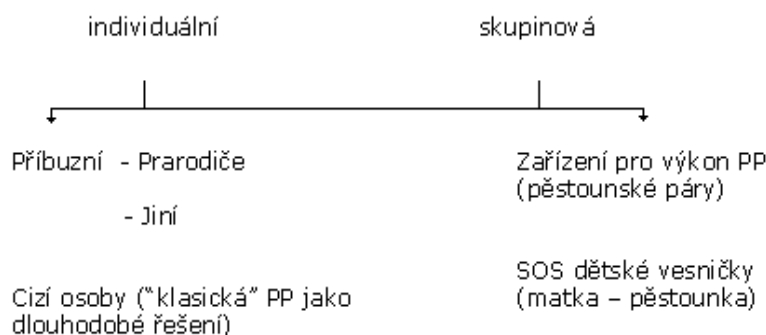 individuální
skupinová
Příbuzní - Prarodiče
- Jiní
Cizí osoby ("klasická" PP jako
dlouhodobé řešení)
Zařízení pro výkon PP
(pěstounské páry)
SOS dětské vesničky
(matka – pěstounka)